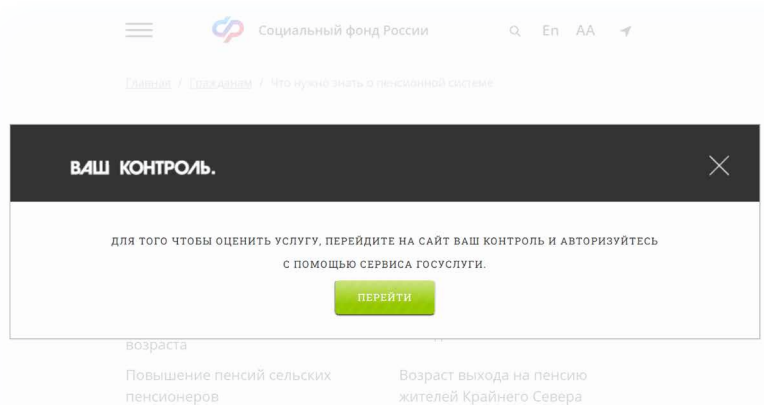 Социальный фонд России
En
АА
Главная / Гражданам / Что нужно знать о пенсионной системе
ВАШ КОНТРОЛЬ.
ДЛЯ ТОГО ЧТОБЫ ОЦЕНИТЬ УСЛУГУ, ПЕРЕЙДИТЕ НА САЙТ ВАШ КОНТРОЛЬ И АВТОРИЗУЙТЕСЬ
С ПОМОЩЬЮ СЕРВИСА ГОСУСЛУГИ.
ПЕРЕЙТИ
возраста
Повышение пенсий сельских
пенсионеров
Возраст выхода на пенсию
жителей Крайнего Севера